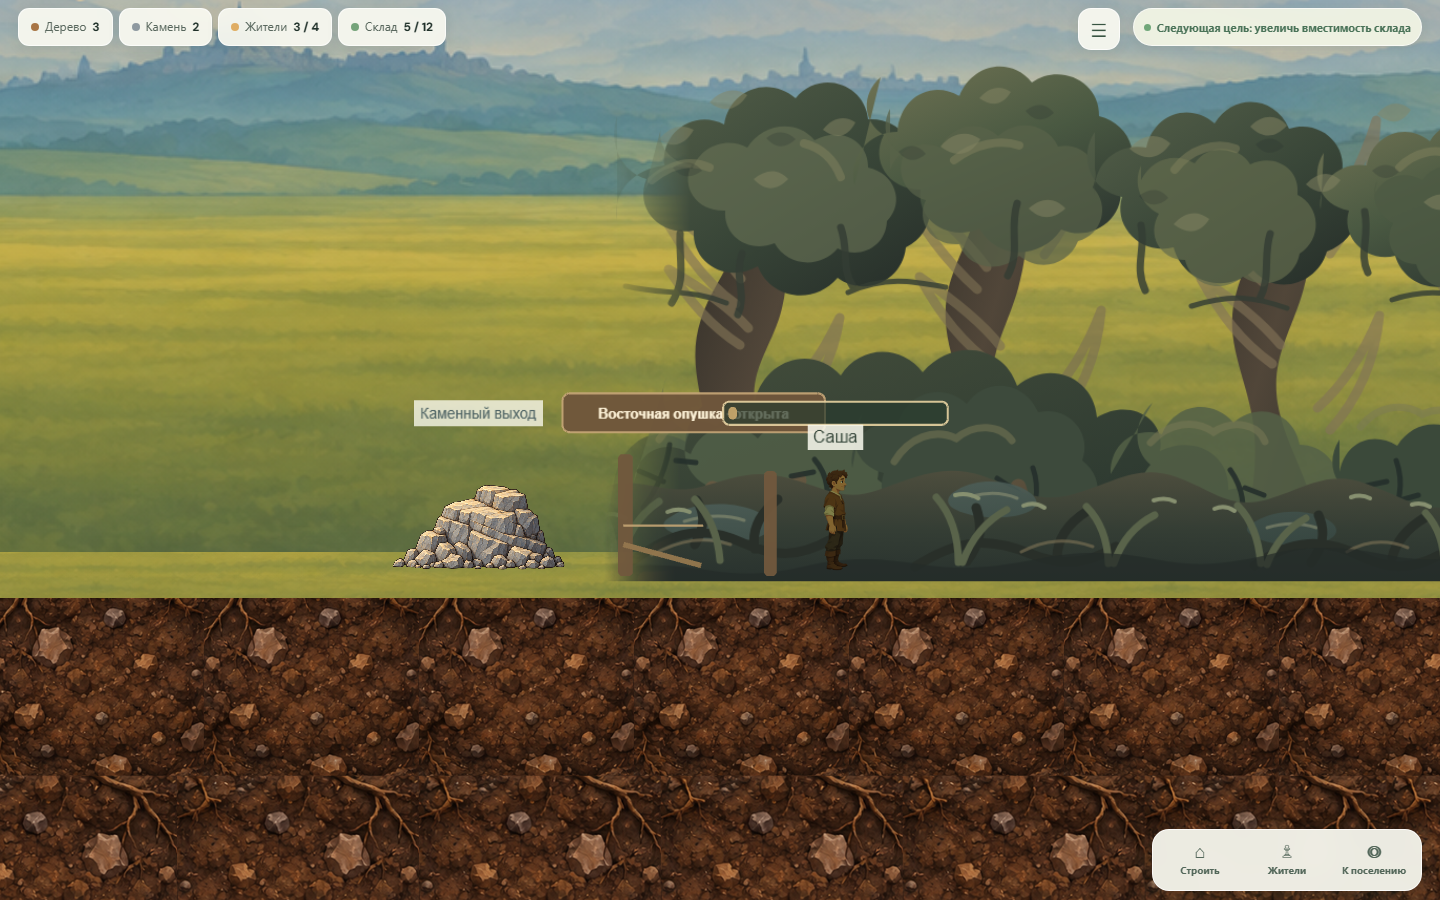 Дерево 3
Камень 2
Жители 3 / 4
Склад 5 / 12
Следующая цель: увеличь вместимость склада
Каменный выход
Восточная опушка открыта
Саша
Строить
Жители
К поселению